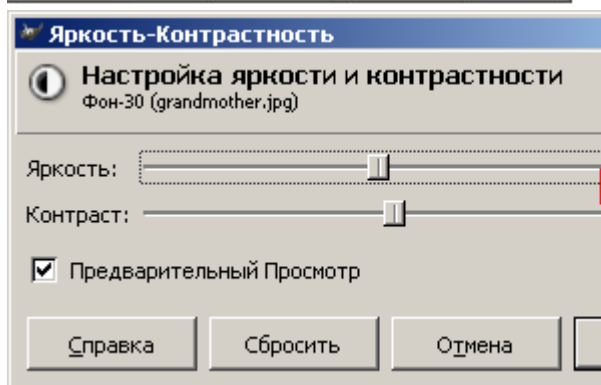 Яркость-Контрастность
Настройка яркости и контрастности
Фон-30 (grandmother.jpg)
Яркость:
Контраст:
Предварительный Просмотр
Справка Сбросить Отмена